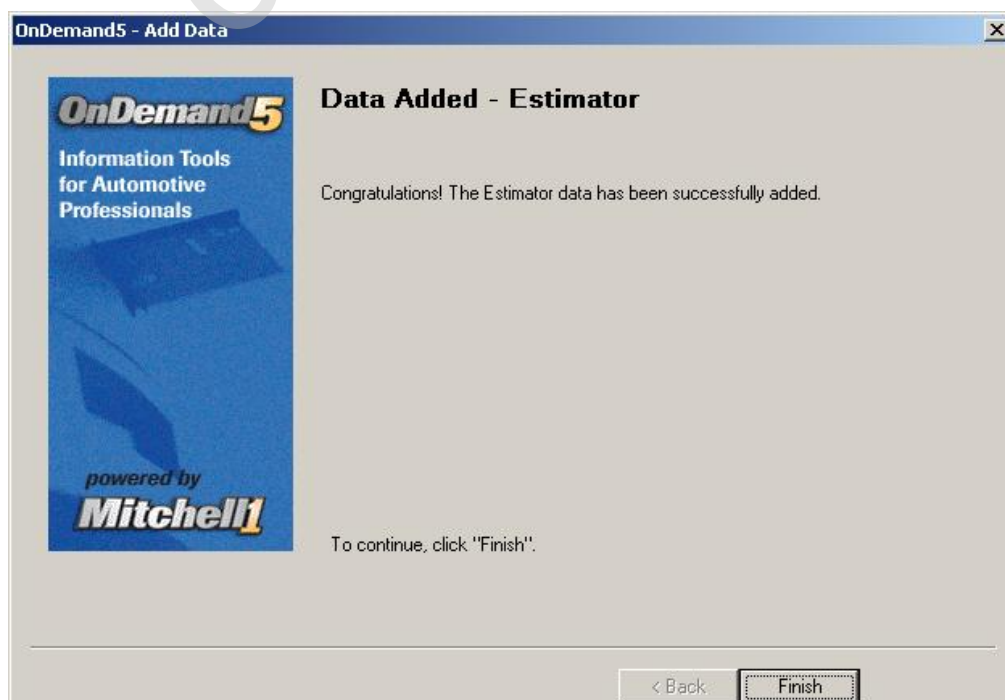 OnDemand5 - Add Data
OnDemand5
Information Tools
for Automotive
Professionals
powered by
Mitchell1
Data Added - Estimator
Congratulations! The Estimator data has been successfully added.
To continue, click "Finish".
< Back
Finish